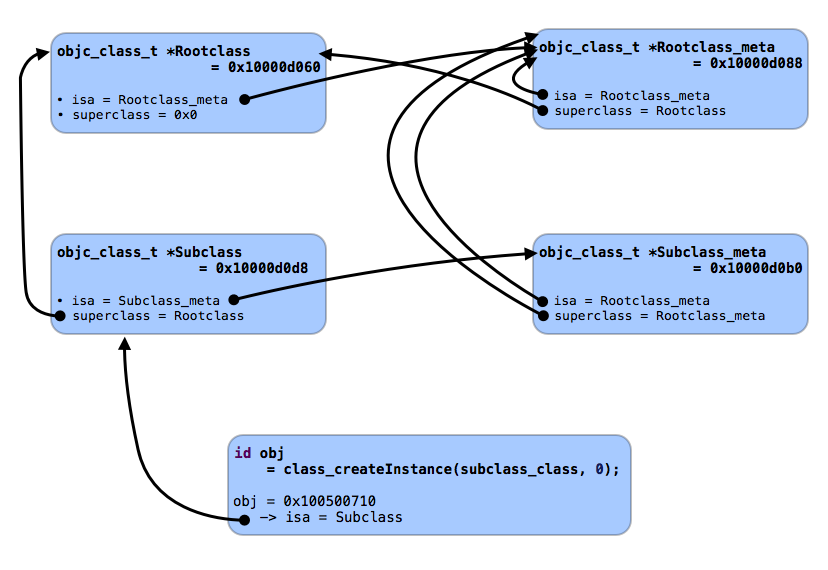 objc_class_t *Rootclass
= 0x10000d060
• isa = Rootclass_meta
• superclass = 0x0
objc_class_t *Rootclass_meta
= 0x10000d088
isa = Rootclass_meta
superclass = Rootclass
objc_class_t *Subclass
= 0x10000d0d8
• isa = Subclass_meta
superclass = Rootclass
objc_class_t *Subclass_meta
= 0x10000d0b0
isa = Rootclass_meta
superclass = Rootclass_meta
id obj
= class_createInstance(subclass_class, 0);
obj = 0x100500710
—> isa = Subclass